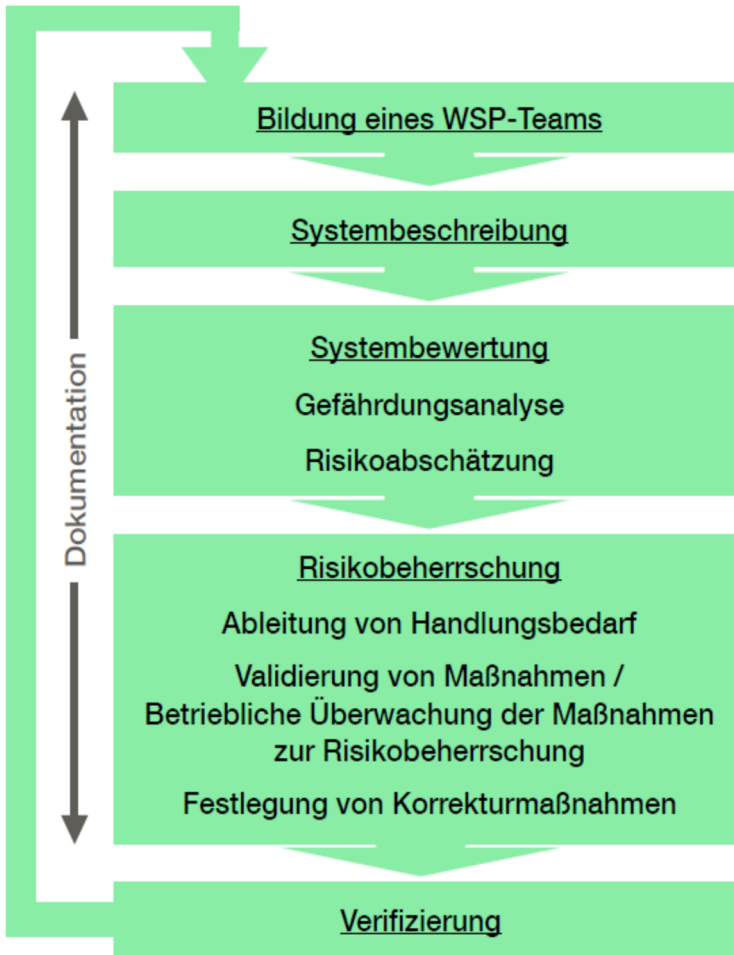 Bildung eines WSP-Teams
Systembeschreibung
Systembewertung
Gefährdungsanalyse
Risikoabschätzung
Dokumentation
Risikobeherrschung
Ableitung von Handlungsbedarf
Validierung von Maßnahmen /
Betriebliche Überwachung der Maßnahmen
zur Risikobeherrschung
Festlegung von Korrekturmaßnahmen
Verifizierung